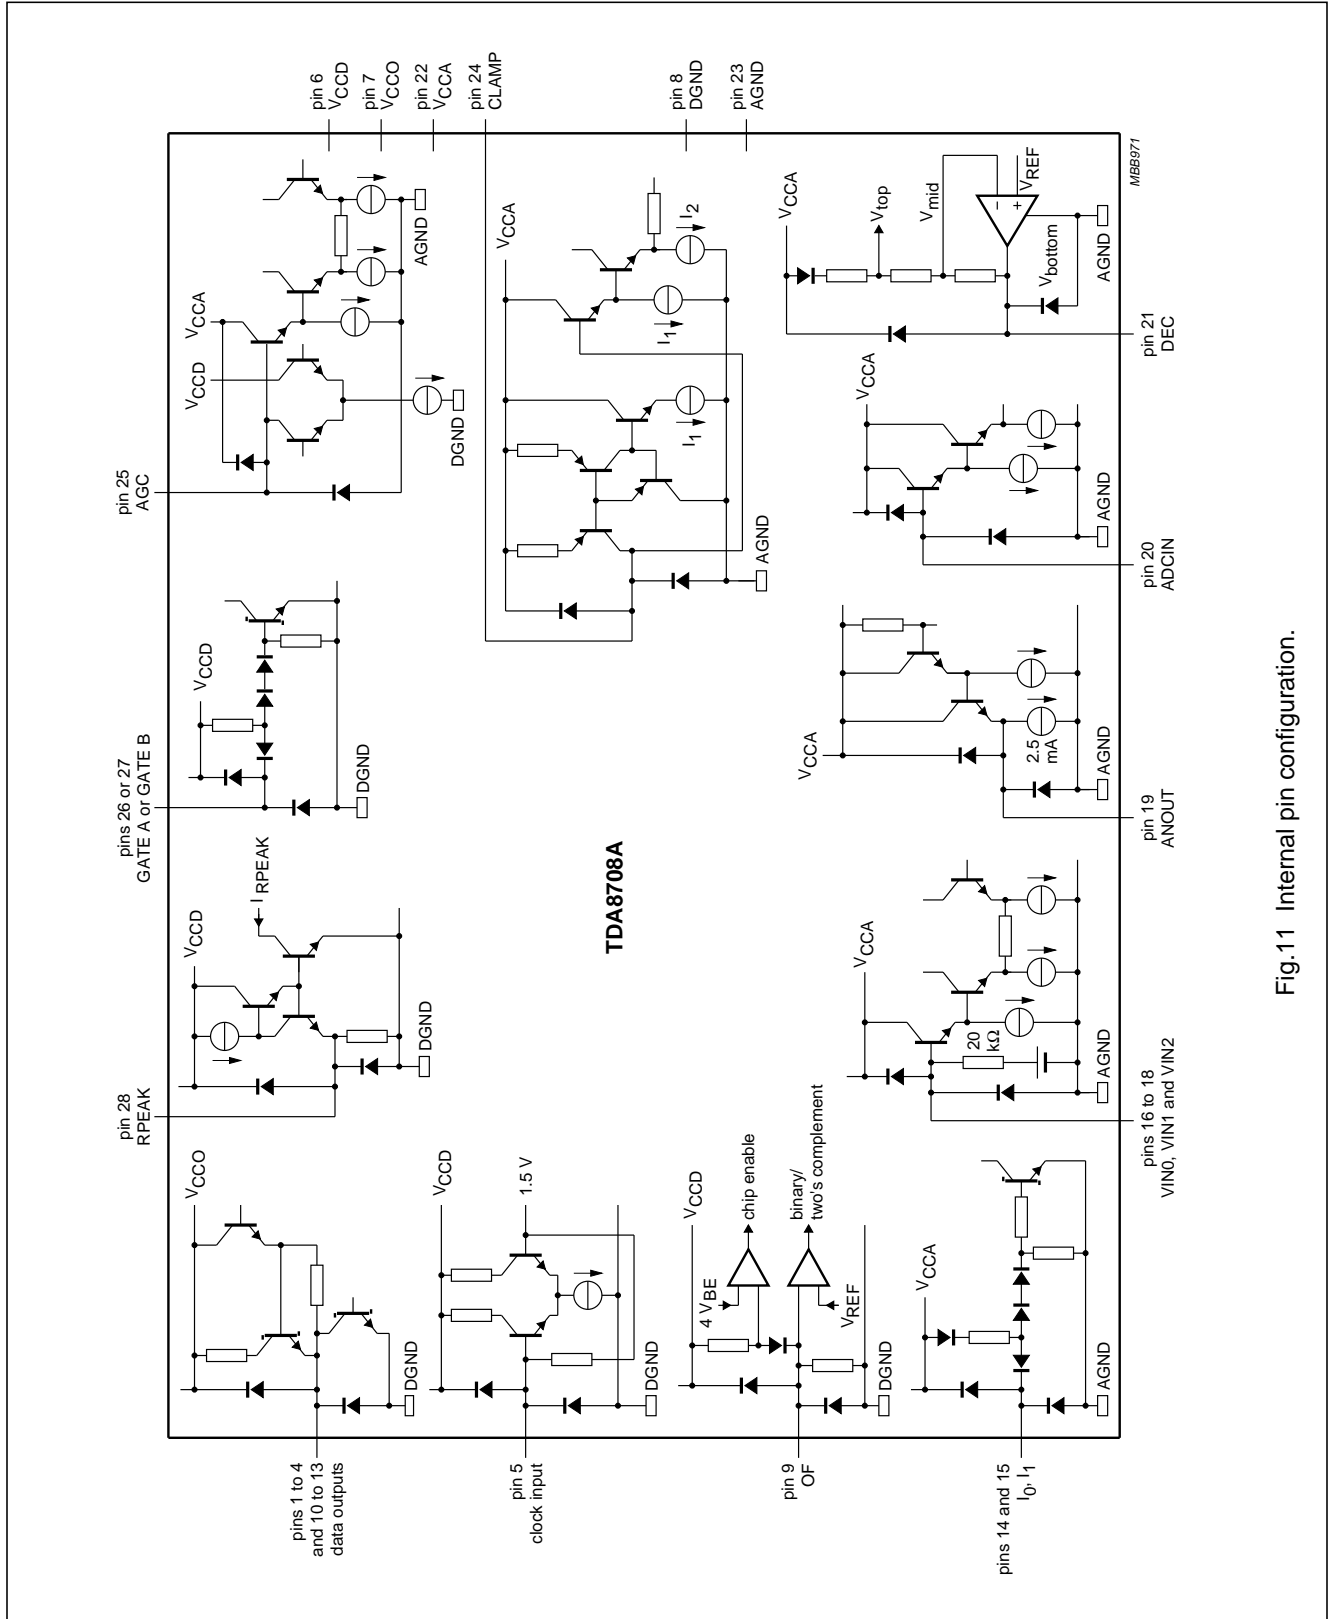 pin 6
VCCD
pin 7
VCCO
pin 22
VCCA
pin 24
CLAMP
pin 8
DGND
pin 23
AGND
MBB971
pin 25
AGC
VCCD
VCCA
DGND
AGND
VCCA
I1
I1
I2
AGND
VCCA
Vtop
Vmid
VREF
Vbottom
AGND
pin 21
DEC
pins 26 or 27
GATE A or GATE B
VCCD
DGND
VCCA
AGND
pin 20
ADCIN
TDA8708A
VCCA
2.5
mA
AGND
pin 19
ANOUT
pin 28
RPEAK
VCCD
I RPEAK
DGND
VCCA
20
kΩ
AGND
pins 16 to 18
VIN0, VIN1 and VIN2
VCCO
DGND
pins 1 to 4
and 10 to 13
data outputs
VCCD
1.5 V
DGND
pin 5
clock input
VCCD
4 VBE
chip enable
binary/
two's complement
VREF
DGND
pin 9
OF
VCCA
AGND
pins 14 and 15
I0, I1
Fig.11 Internal pin configuration.